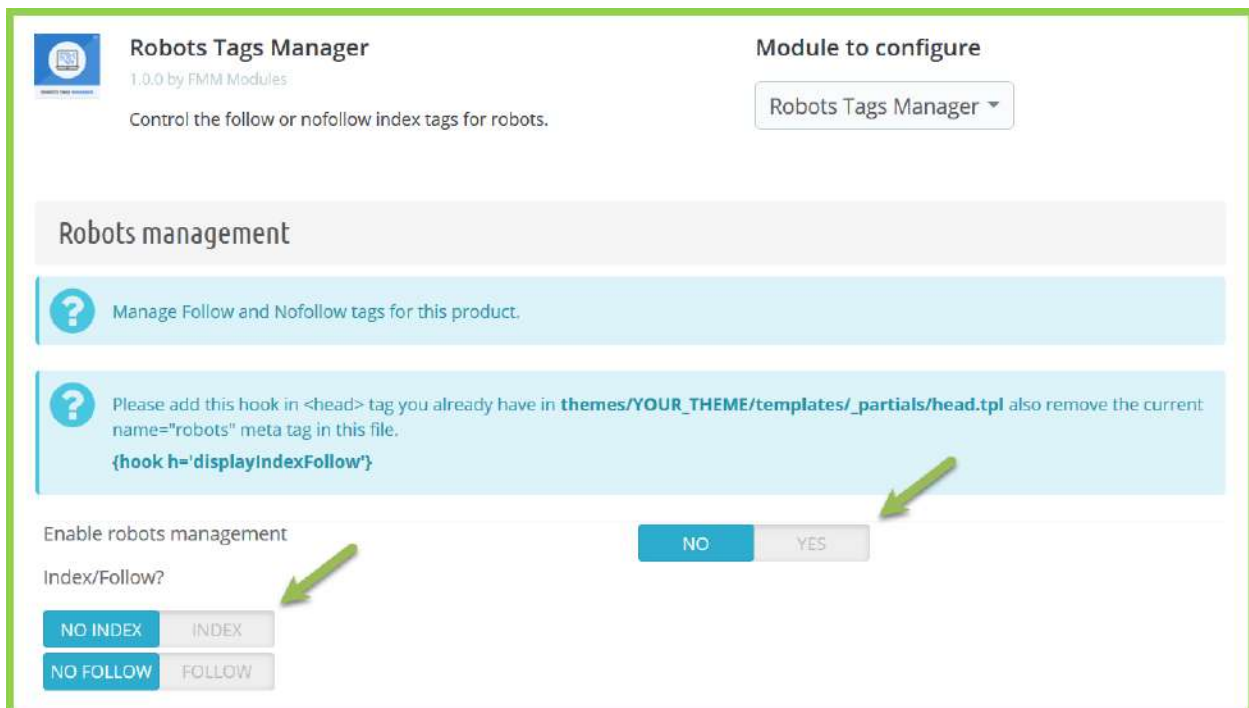 Robots Tags Manager
1.0.0 by FMM Modules
Control the follow or nofollow index tags for robots.
Module to configure
Robots Tags Manager
Robots management
Manage Follow and Nofollow tags for this product.
Please add this hook in <head> tag you already have in themes/YOUR_THEME/templates/_partials/head.tpl also remove the current
name="robots" meta tag in this file.
{hook h='displayIndexFollow'}
Enable robots management
NO YES
Index/Follow?
NO INDEX INDEX
NO FOLLOW FOLLOW